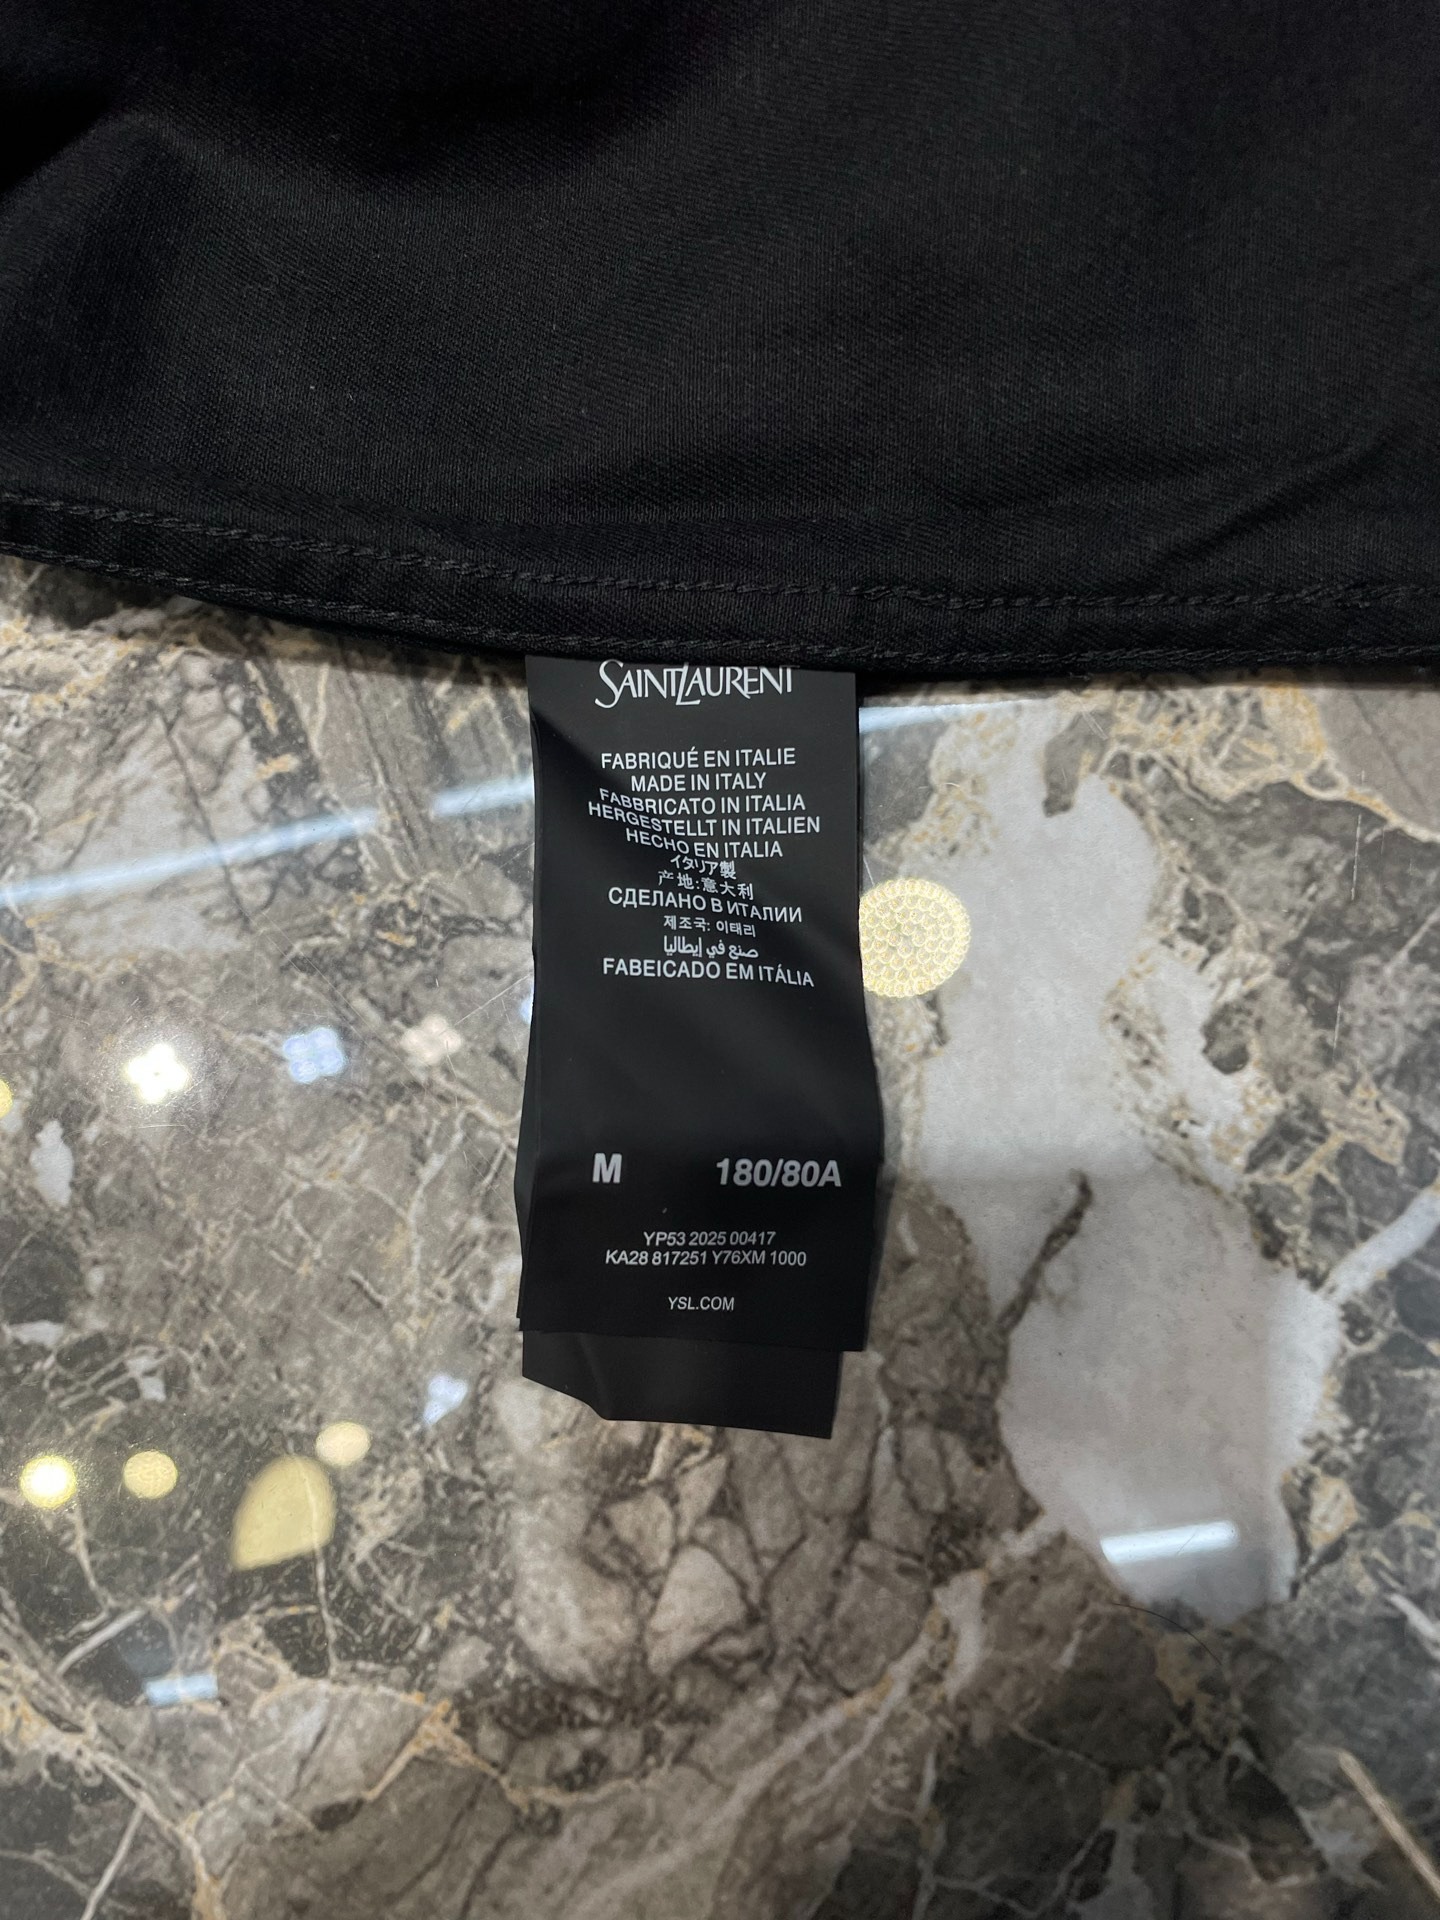 SAINT LAURENT
FABRIQUÉ EN ITALIE
MADE IN ITALY
FABBRICATO IN ITALIA
HERGESTELLT IN ITALIEN
HECHO EN ITALIA
イタリア製
产地:意大利
СДЕЛАНО В ИТАЛИИ
제조국: 이태리
صنع في إيطاليا
FABEICADO EM ITÁLIA
M 180/80A
YP53 2025 00417
KA28 817251 Y76XM 1000
YSL.COM